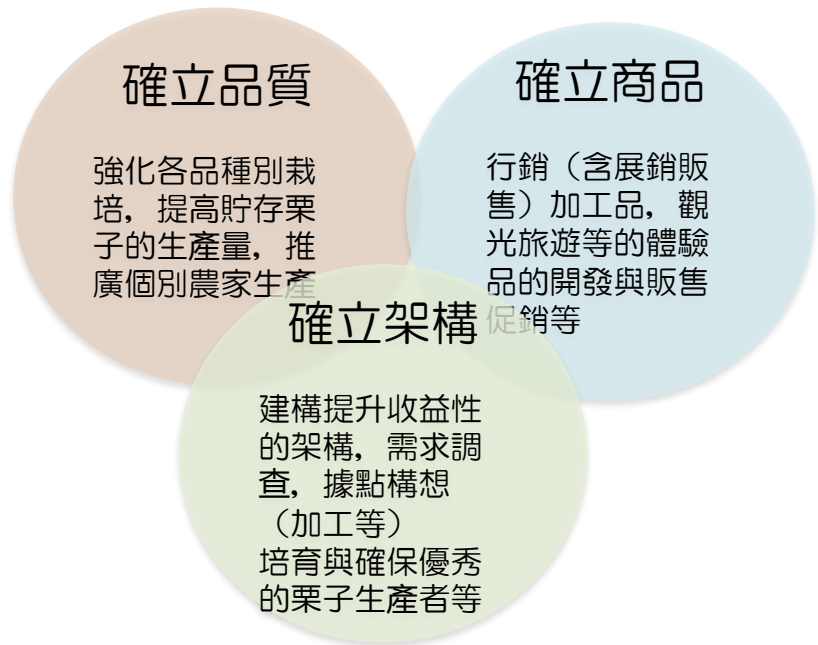 確立品質
強化各品種別栽
培，提高貯存栗
子的生產量，推
廣個別農家生產
確立商品
行銷（含展銷販
售）加工品，觀
光旅遊等的體驗
品的開發與販售
促銷等
確立架構
建構提升收益性
的架構，需求調
查，據點構想
（加工等）
培育與確保優秀
的栗子生產者等